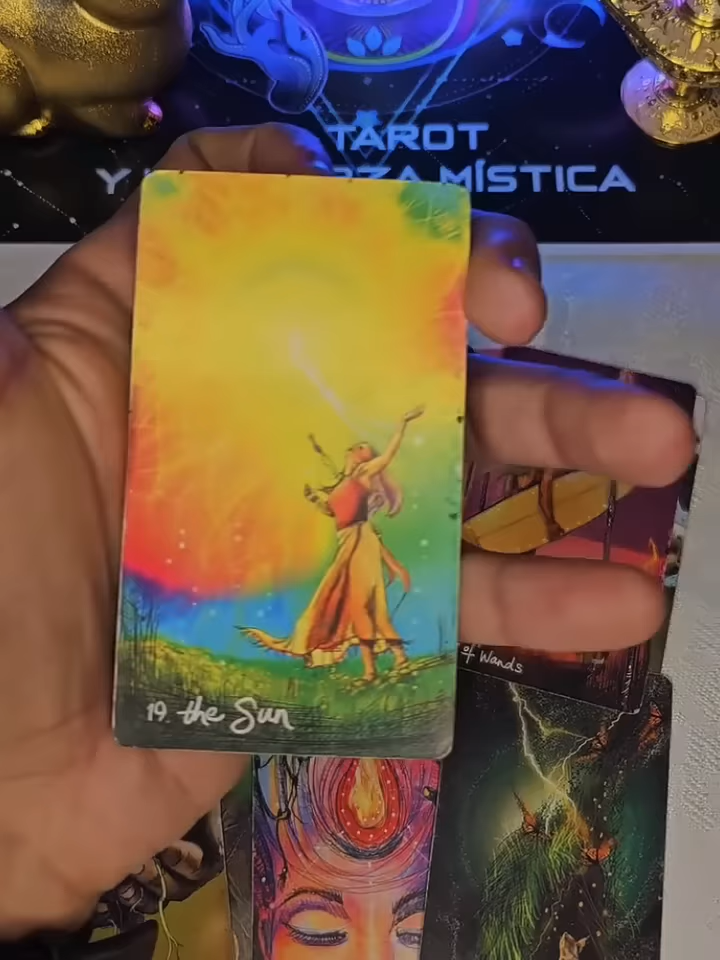 TAROT
Y MÍSTICA
19. the Sun
of Wands